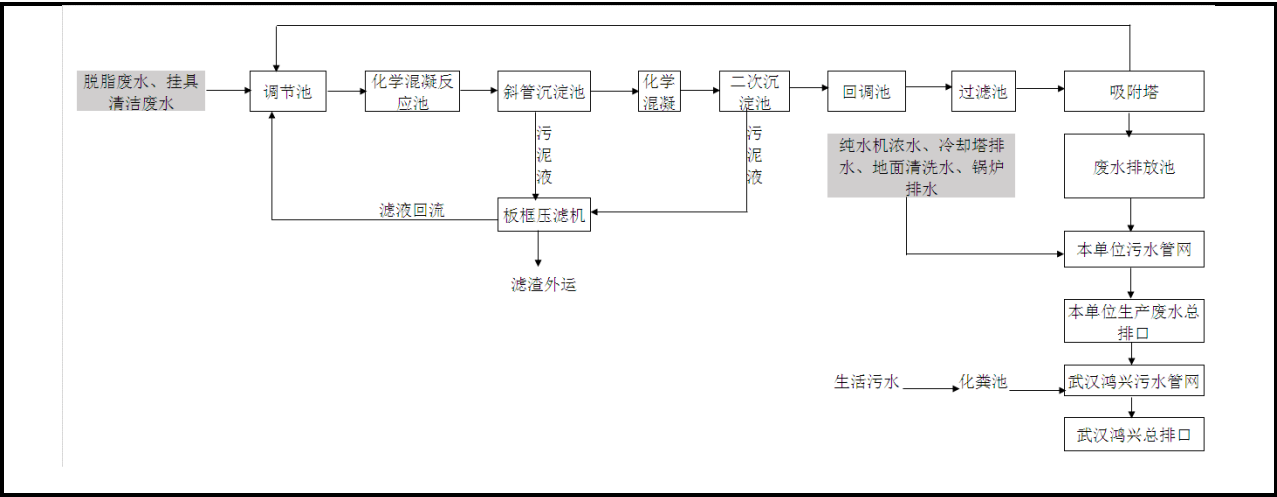 脱脂废水、挂具
清洁废水
调节池
化学混凝反
应池
斜管沉淀池
化学
混凝
二次沉
淀池
回调池
过滤池
吸附塔
污
泥
液
污
泥
液
纯水机浓水、冷却塔排
水、地面清洗水、锅炉
排水
废水排放池
滤液回流
板框压滤机
本单位污水管网
滤渣外运
本单位生产废水总
排口
生活污水
化粪池
武汉鸿兴污水管网
武汉鸿兴总排口